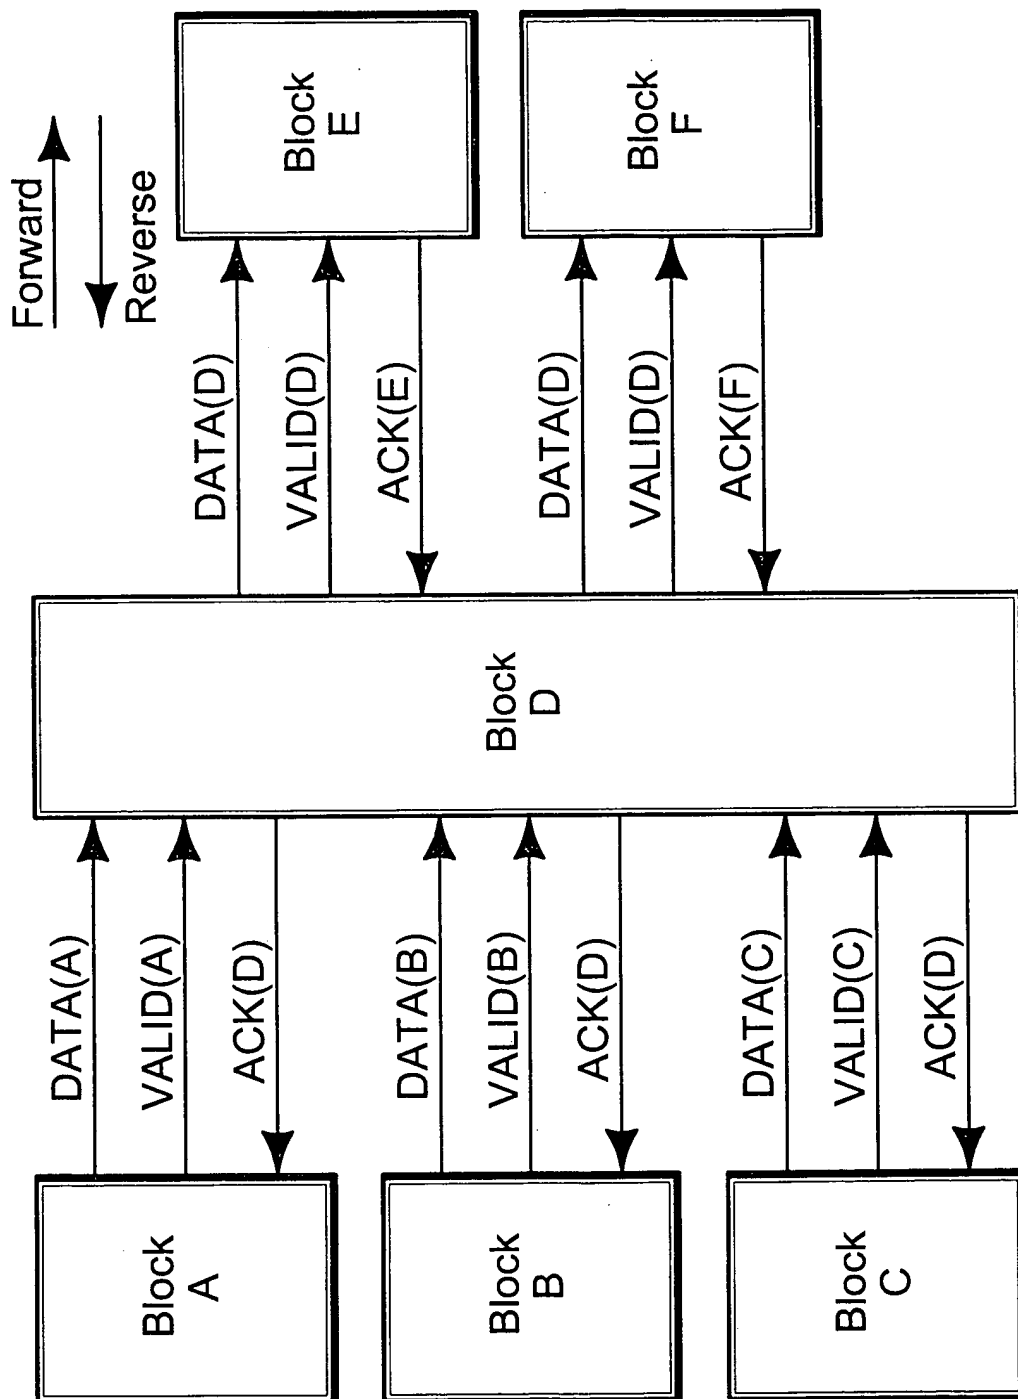 Forward
Reverse
Block
E
Block
F
DATA(D)
VALID(D)
ACK(E)
DATA(D)
VALID(D)
ACK(F)
Block
D
DATA(A)
VALID(A)
ACK(D)
DATA(B)
VALID(B)
ACK(D)
DATA(C)
VALID(C)
ACK(D)
Block
A
Block
B
Block
C